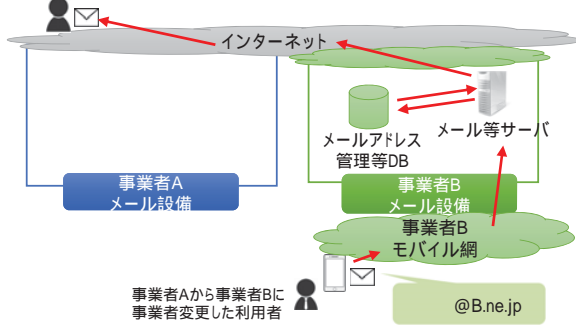 インターネット
メールアドレス
管理等DB
メール等サーバ
事業者A
メール設備
事業者B
メール設備
事業者B
モバイル網
事業者Aから事業者Bに
事業者変更した利用者
@B.ne.jp